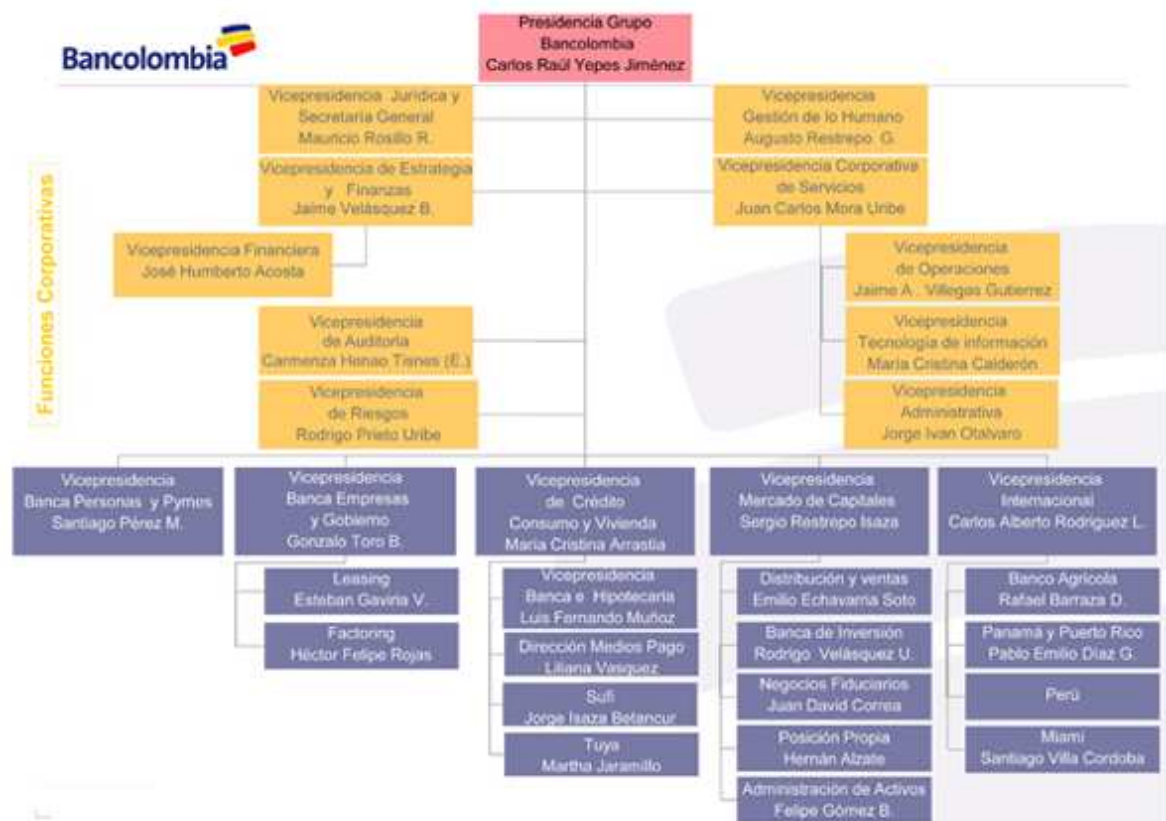 Bancolombia
Presidencia Grupo
Bancolombia
Carlos Raúl Yepes Jiménez
Funciones Corporativas
Vicepresidencia Jurídica y
Secretaría General
Mauricio Rosillo R.
Vicepresidencia
Gestión de lo Humano
Augusto Restrepo G.
Vicepresidencia de Estrategia
y Finanzas
Jaime Velásquez B.
Vicepresidencia Corporativa
de Servicios
Juan Carlos Mora Uribe
Vicepresidencia Financiera
José Humberto Acosta
Vicepresidencia
de Operaciones
Jaime A . Villegas Gutierrez
Vicepresidencia
de Auditoría
Carmenza Henao Tisnes (E.)
Vicepresidencia
Tecnología de información
María Cristina Calderón
Vicepresidencia
de Riesgos
Rodrigo Prieto Uribe
Vicepresidencia
Administrativa
Jorge Ivan Otalvaro
Vicepresidencia
Banca Personas y Pymes
Santiago Pérez M.
Vicepresidencia
Banca Empresas
y Gobierno
Gonzalo Toro B.
Leasing
Esteban Gaviria V.
Factoring
Héctor Felipe Rojas
Vicepresidencia
de Crédito
Consumo y Vivienda
María Cristina Arrastía
Vicepresidencia
Banca e Hipotecaria
Luis Fernando Muñoz
Dirección Medios Pago
Liliana Vasquez
Sufi
Jorge Isaza Betancur
Tuya
Martha Jaramillo
Vicepresidencia
Mercado de Capitales
Sergio Restrepo Isaza
Distribución y ventas
Emilio Echavarria Soto
Banca de Inversión
Rodrigo Velásquez U.
Negocios Fiduciarios
Juan David Correa
Posición Propia
Hernán Alzate
Administración de Activos
Felipe Gómez B.
Vicepresidencia
Internacional
Carlos Alberto Rodríguez L.
Banco Agrícola
Rafael Barraza D.
Panamá y Puerto Rico
Pablo Emilio Díaz G.
Perú
Miami
Santiago Villa Cordoba